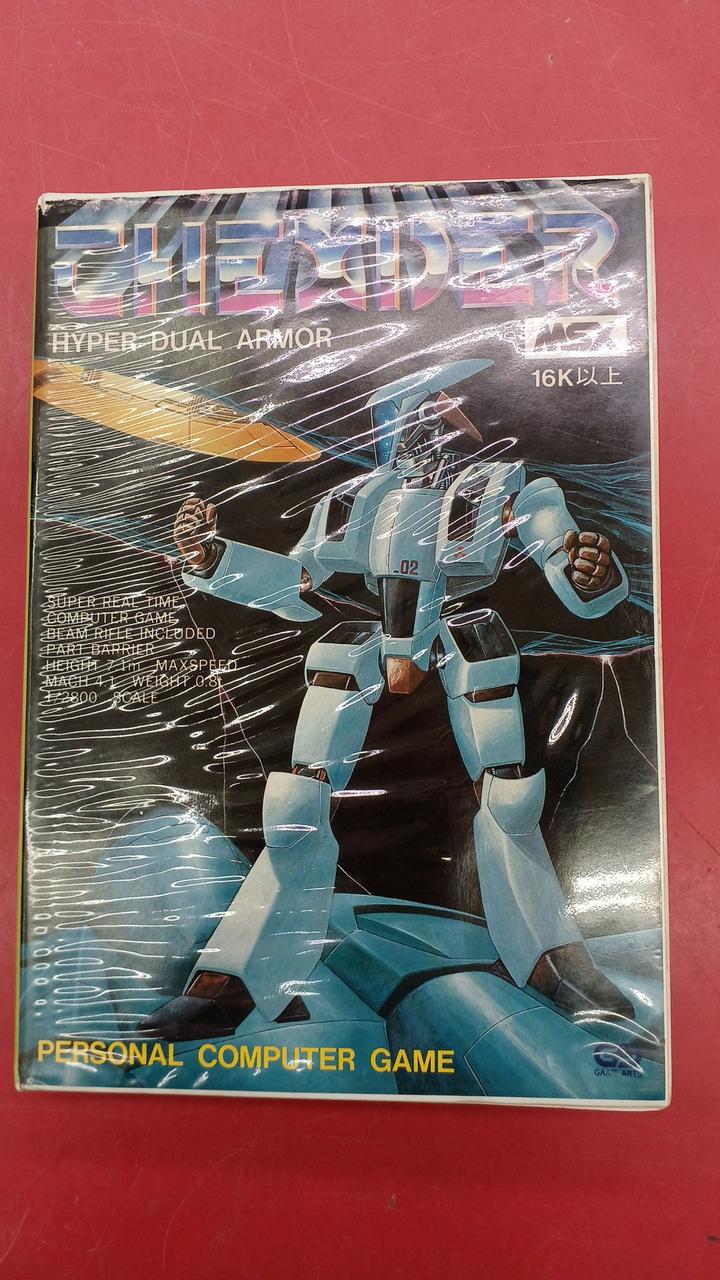 THEXDER
HYPER DUAL ARMOR
MSX
16K以上
-02
SUPER REAL TIME
COMPUTER GAME
BEAM RIFLE INCLUDED
PART BARRIER
HEIGTH 7.1m MAXSPEED
MACH 4.1 WEIGHT 0.8t
1/2800 SCALE
PERSONAL COMPUTER GAME
GAME ARTS